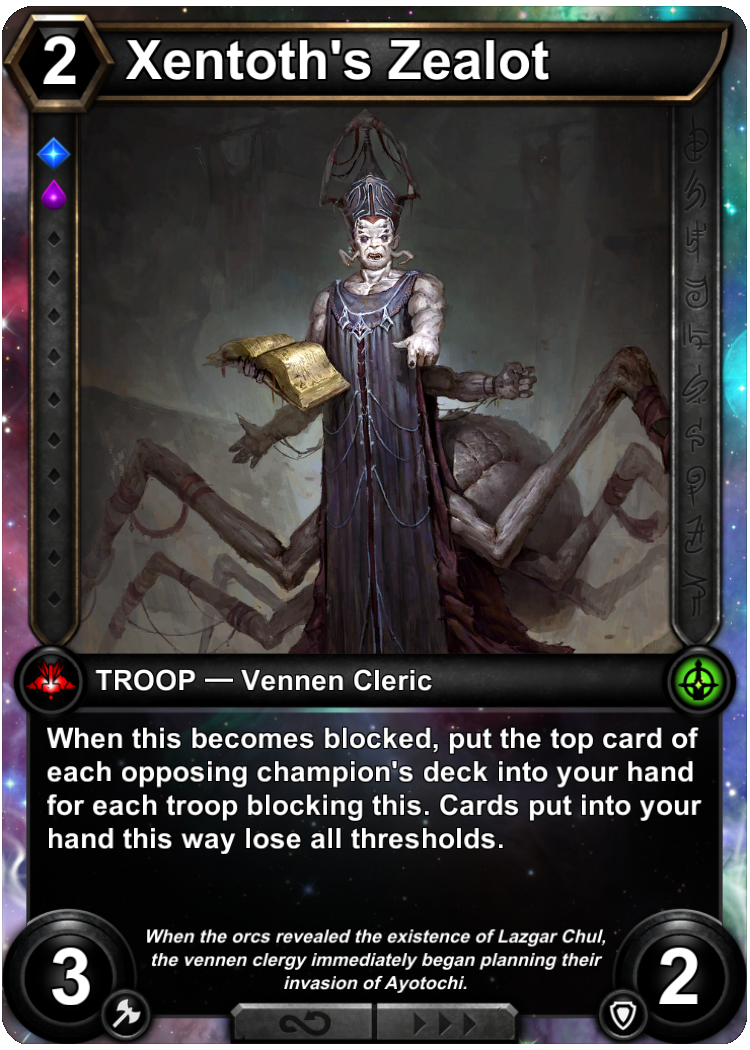 2
Xentoth's Zealot
TROOP — Vennen Cleric
When this becomes blocked, put the top card of
each opposing champion's deck into your hand
for each troop blocking this. Cards put into your
hand this way lose all thresholds.
When the orcs revealed the existence of Lazgar Chul,
the vennen clergy immediately began planning their
invasion of Ayotochi.
3
2